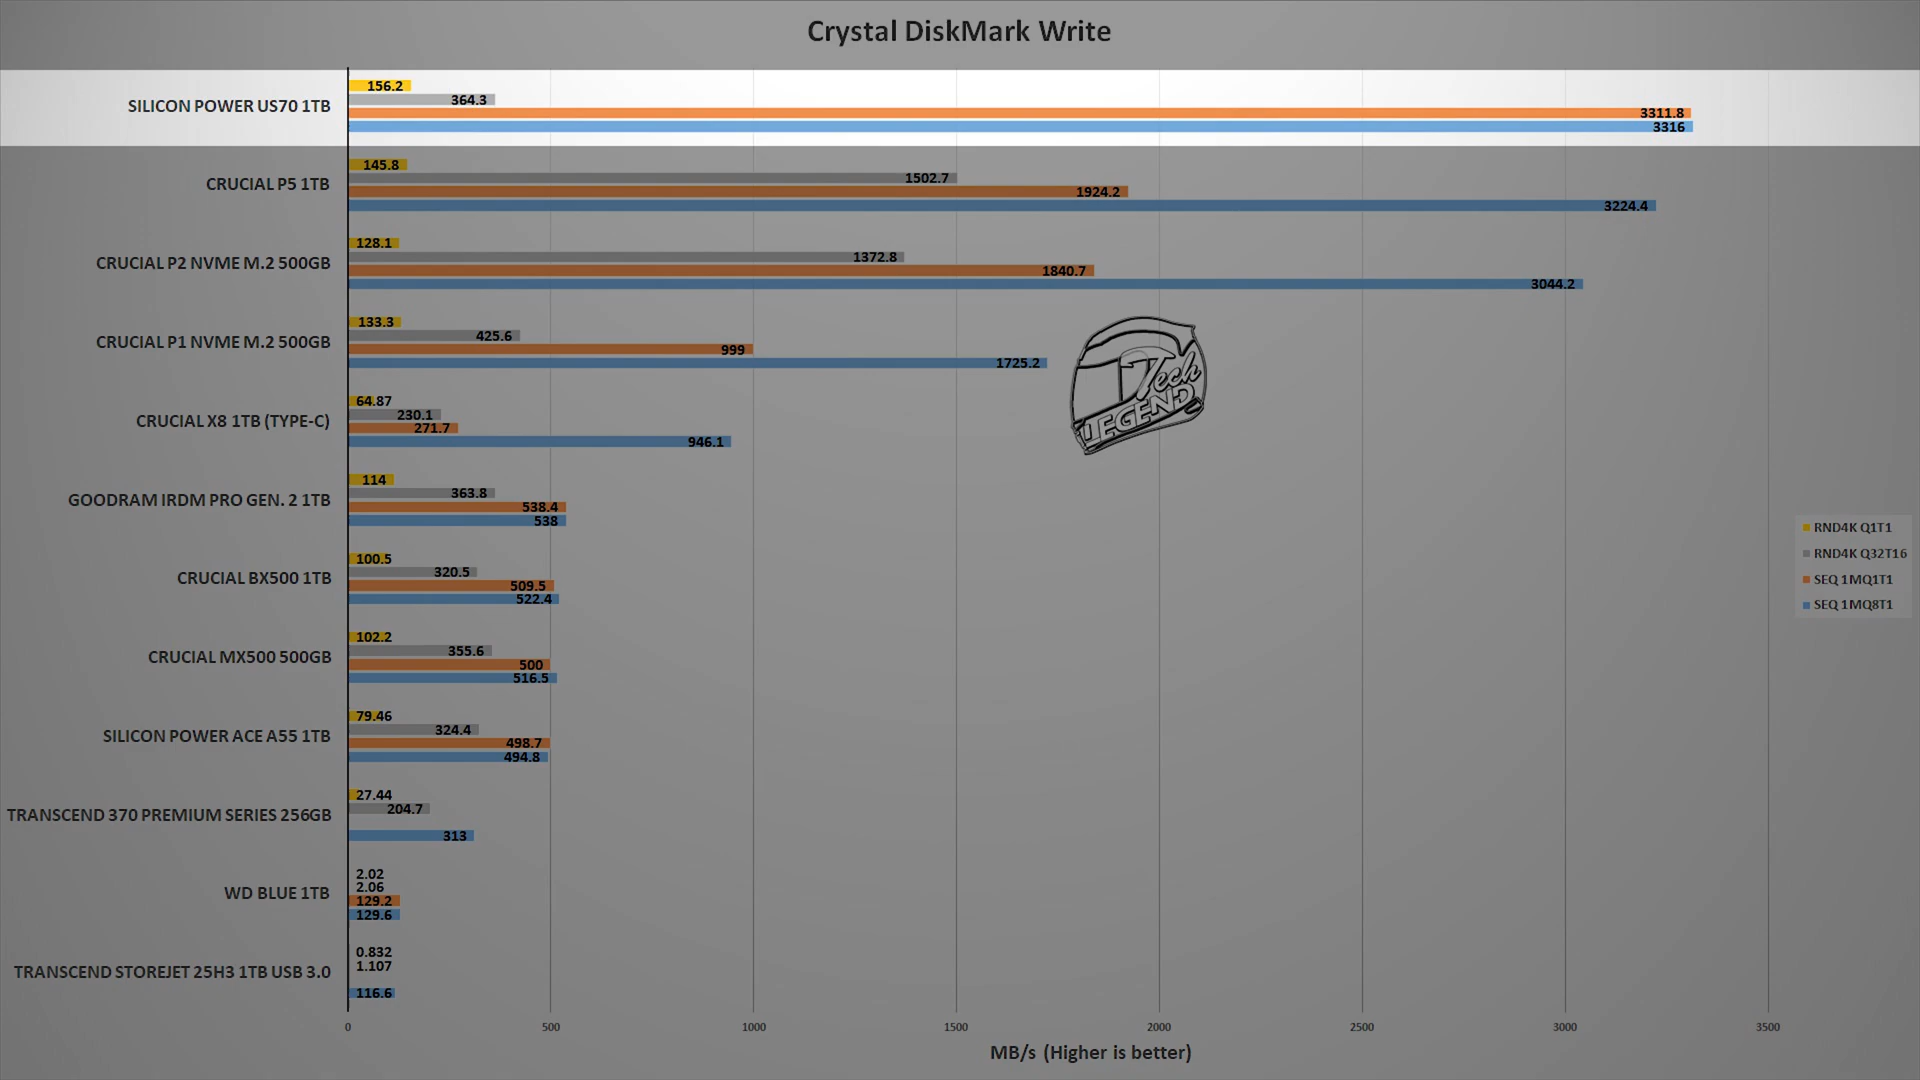 Crystal DiskMark Write
SILICON POWER US70 1TB
156.2
364.3
3311.8
3316
CRUCIAL P5 1TB
145.8
1502.7
1924.2
3224.4
CRUCIAL P2 NVME M.2 500GB
128.1
1372.8
1840.7
3044.2
CRUCIAL P1 NVME M.2 500GB
133.3
425.6
999
1725.2
Tech
LEGEND
CRUCIAL X8 1TB (TYPE-C)
64.87
230.1
271.7
946.1
GOODRAM IRDM PRO GEN. 2 1TB
114
363.8
538.4
538
CRUCIAL BX500 1TB
100.5
320.5
509.5
522.4
CRUCIAL MX500 500GB
102.2
355.6
500
516.5
SILICON POWER ACE A55 1TB
79.46
324.4
498.7
494.8
TRANSCEND 370 PREMIUM SERIES 256GB
27.44
204.7
313
WD BLUE 1TB
2.02
2.06
129.2
129.6
TRANSCEND STOREJET 25H3 1TB USB 3.0
0.832
1.107
116.6
RND4K Q1T1
RND4K Q32T16
SEQ 1MQ1T1
SEQ 1MQ8T1
0 500 1000 1500 2000 2500 3000 3500
MB/s (Higher is better)